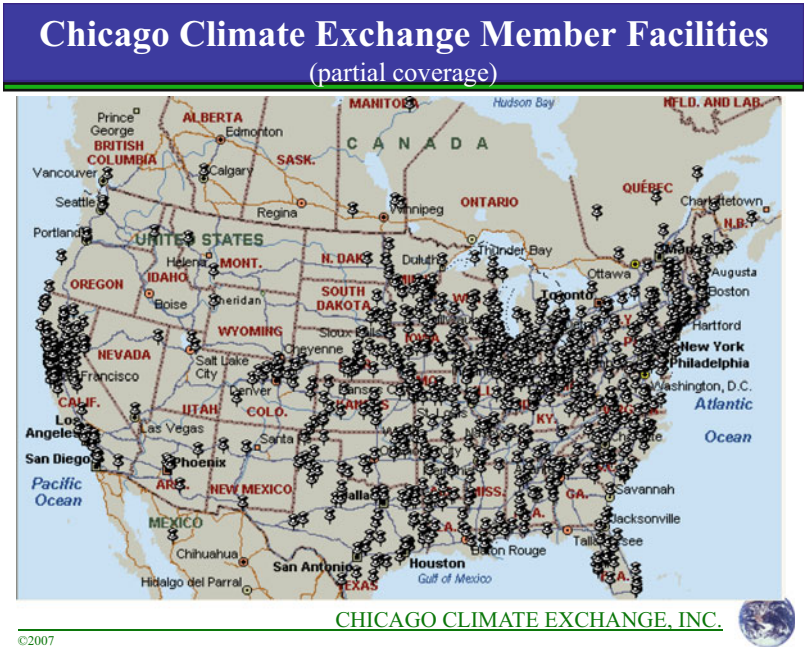 Chicago Climate Exchange Member Facilities
(partial coverage)
MANITOBA
Hudson Bay
NFLD. AND LAB.
Prince
George
ALBERTA
Edmonton
BRITISH
COLUMBIA
CANADA
SASK.
Vancouver
Calgary
QUÉBEC
ONTARIO
Charlottetown
Seattle
Regina
Winnipeg
N.B.
Portland
UNITED STATES
Thunder Bay
Helena
MONT.
N. DAK.
Duluth
Ottawa
Augusta
OREGON
IDAHO
SOUTH
DAKOTA
Toronto
Boston
Boise
Sheridan
WYOMING
Sioux Falls
Hartford
NEVADA
Cheyenne
IOWA
New York
Salt Lake
City
Philadelphia
Francisco
Denver
Washington, D.C.
CALIF.
UTAH
COLO.
KANSAS
KY.
Atlantic
Ocean
Los
Angeles
Las Vegas
Santa
San Diego
Phoenix
Pacific
Ocean
NEW MEXICO
Dallas
MISS.
GA.
Savannah
MÉXICO
Jacksonville
Chihuahua
Baton Rouge
San Antonio
Houston
Hidalgo del Parral
TEXAS
Gulf of Mexico
CHICAGO CLIMATE EXCHANGE, INC.
©2007